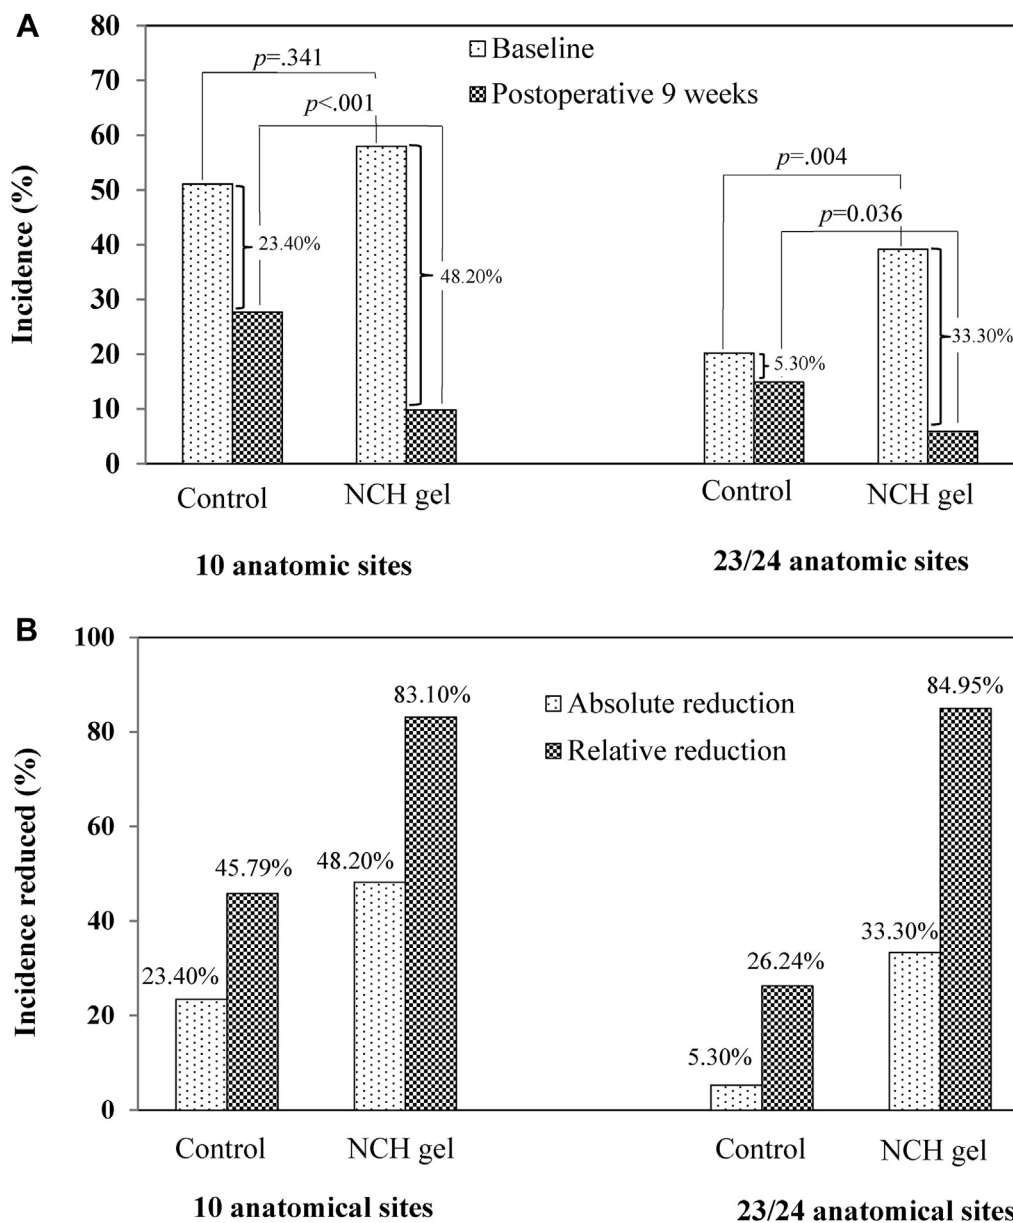 A
80
70
60
50
40
30
20
10
0
Incidence (%)
Baseline
Postoperative 9 weeks
p=.341
p<.001
23.40%
48.20%
p=.004
p=0.036
5.30%
33.30%
Control
NCH gel
Control
NCH gel
10 anatomic sites
23/24 anatomic sites
B
100
80
60
40
20
0
Incidence reduced (%)
Absolute reduction
Relative reduction
23.40%
45.79%
48.20%
83.10%
5.30%
26.24%
33.30%
84.95%
Control
NCH gel
Control
NCH gel
10 anatomical sites
23/24 anatomical sites